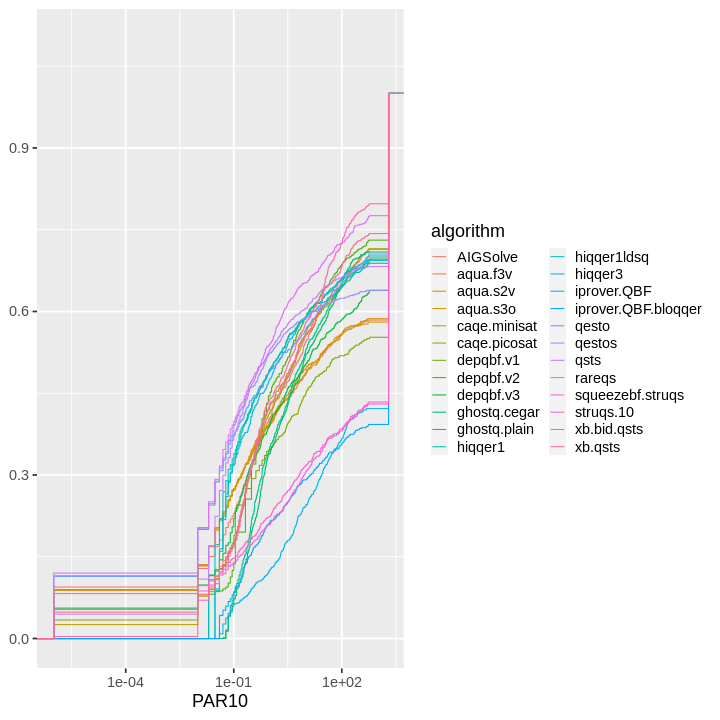 0.9
0.6
0.3
0.0
1e-04 1e-01 1e+02
PAR10
algorithm
AIGSolve
aqua.f3v
aqua.s2v
aqua.s3o
caqe.minisat
caqe.picosat
depqbf.v1
depqbf.v2
depqbf.v3
ghostq.cegar
ghostq.plain
hiqqer1
hiqqer1ldsq
hiqqer3
iprover.QBF
iprover.QBF.bloqqer
qesto
qestos
qsts
rareqs
squeezebf.struqs
struqs.10
xb.bid.qsts
xb.qsts